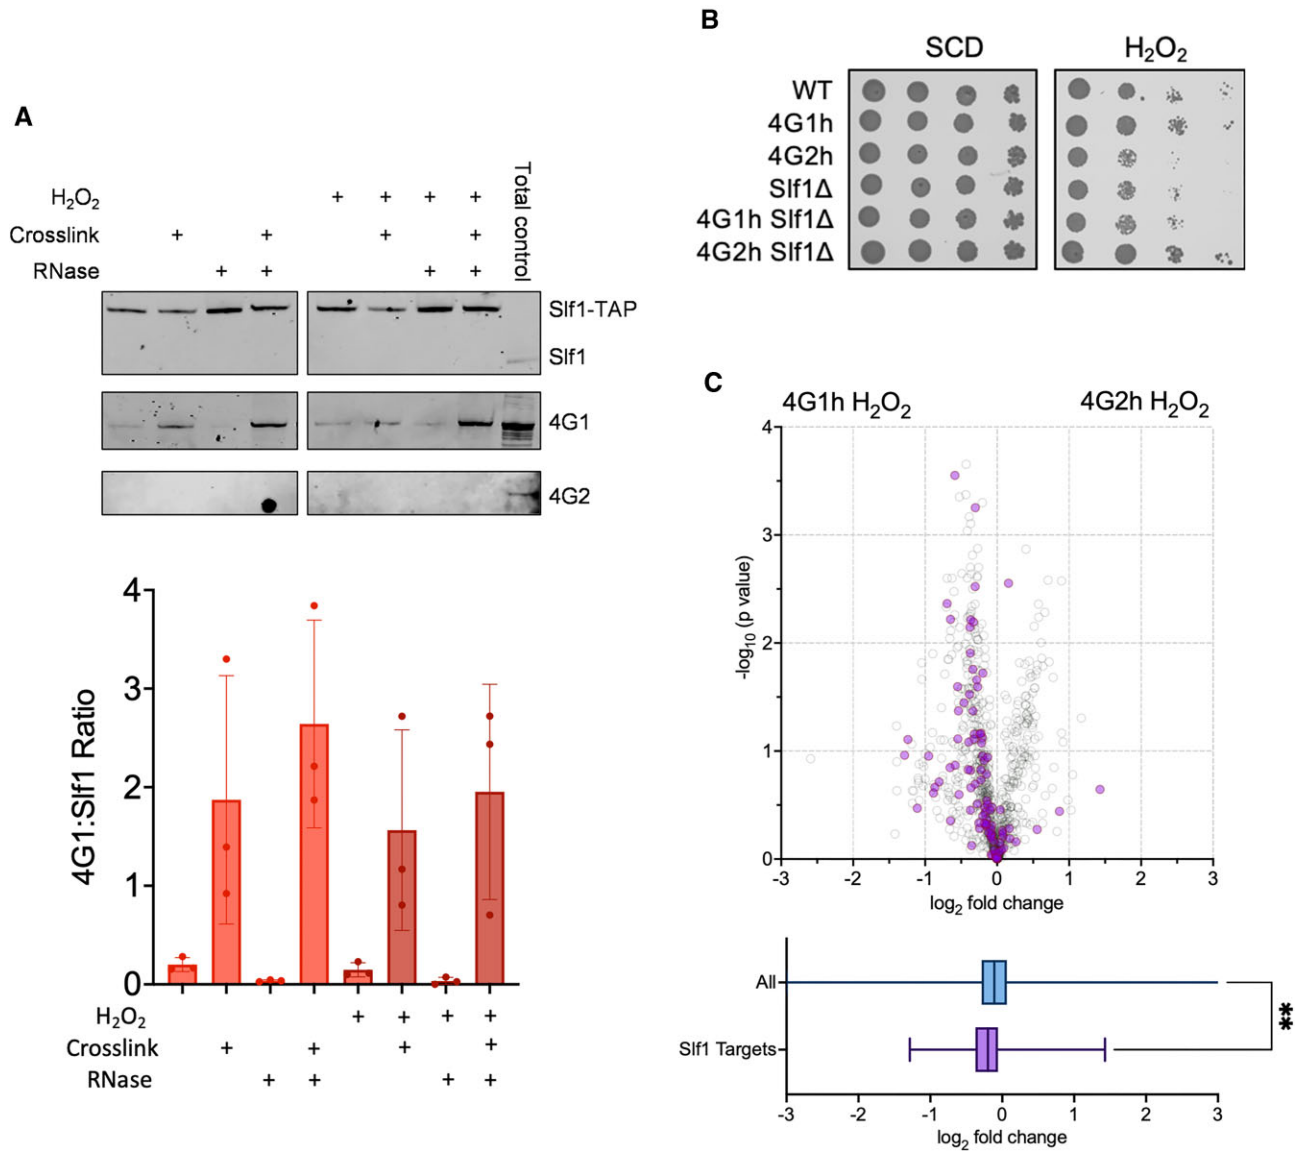 A
H2O2 + + + +
Crosslink + + + +
RNase + + + +
Total control
Slf1-TAP
Slf1
4G1
4G2
4G1:Slf1 Ratio
4
3
2
1
0
H2O2 + + + +
Crosslink + + + +
RNase + + + +
B
SCD H2O2
WT
4G1h
4G2h
Slf1Δ
4G1h Slf1Δ
4G2h Slf1Δ
C
4G1h H2O2 4G2h H2O2
-log10 (p value)
4
3
2
1
0
-3 -2 -1 0 1 2 3
log2 fold change
All
Slf1 Targets
**
-3 -2 -1 0 1 2 3
log2 fold change